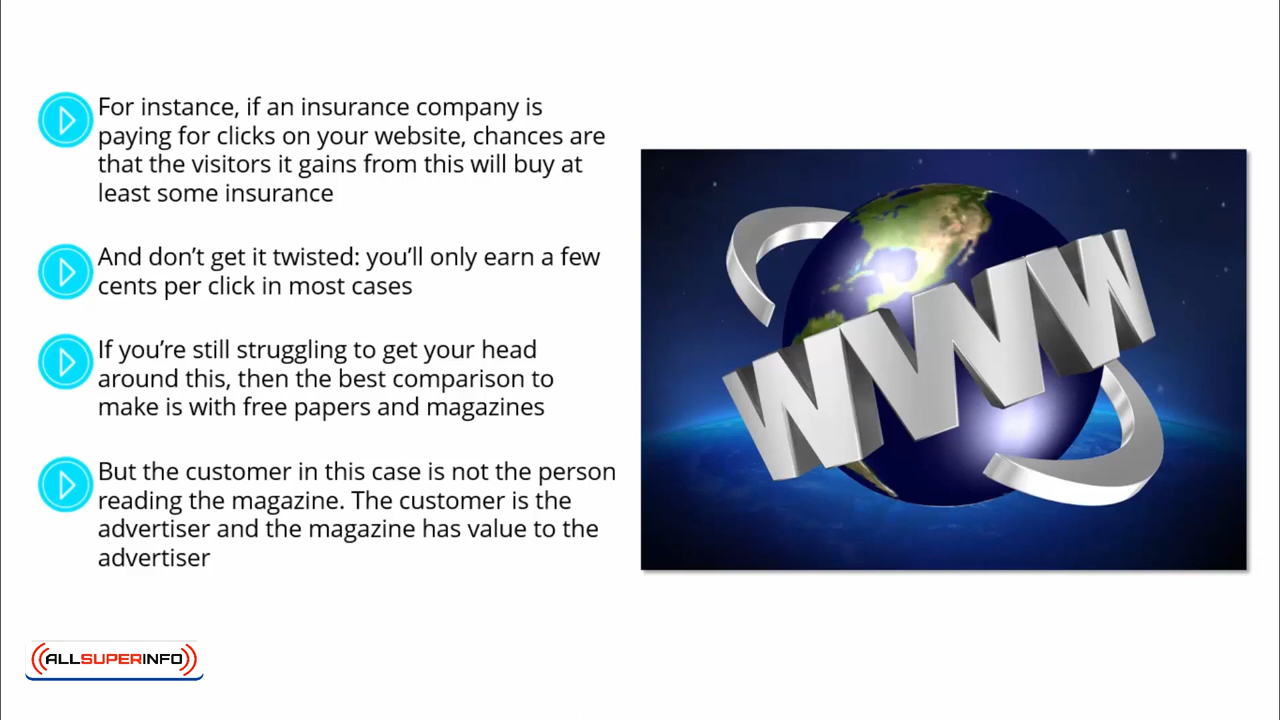 For instance, if an insurance company is
paying for clicks on your website, chances are
that the visitors it gains from this will buy at
least some insurance
And don’t get it twisted: you’ll only earn a few
cents per click in most cases
If you’re still struggling to get your head
around this, then the best comparison to
make is with free papers and magazines
But the customer in this case is not the person
reading the magazine. The customer is the
advertiser and the magazine has value to the
advertiser
WWW
ALLSUPERINFO